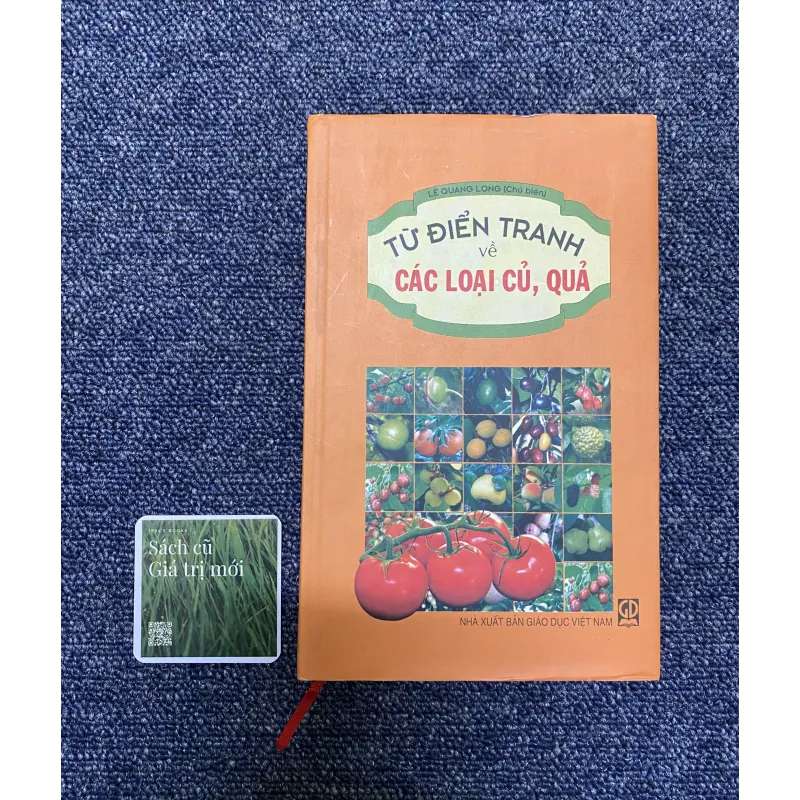 LÊ QUANG LONG (Chủ biên)
TỪ ĐIỂN TRANH
về
CÁC LOẠI CỦ, QUẢ
NHÀ XUẤT BẢN GIÁO DỤC VIỆT NAM
GD
Sách cũ
Giá trị mới